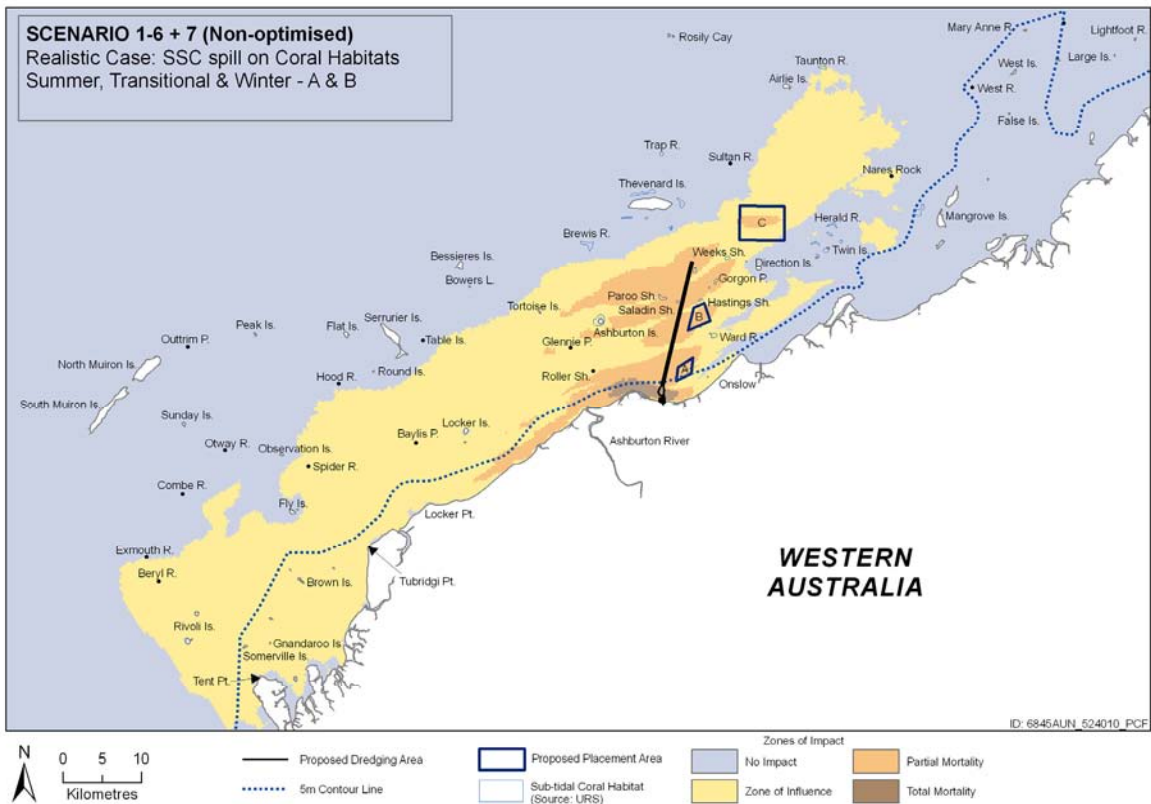 SCENARIO 1-6 + 7 (Non-optimised)
Realistic Case: SSC spill on Coral Habitats
Summer, Transitional & Winter - A & B
Mary Anne R.
Lightfoot R.
Rosily Cay
Large Is.
West Is.
Taunton R.
Airlie Is.
West R.
False Is.
Trap R.
Sultan R.
Nares Rock
Thevenard Is.
Mangrove Is.
C
Herald R.
Brewis R.
Twin Is.
Weeks Sh.
Direction Is.
Bessieres Is.
Gorgon P.
Bowers L.
Paroo Sh.
Hastings Sh.
Tortoise Is.
Saladin Sh.
B
Serrurier Is.
Peak Is.
Flat Is.
Ashburton Is.
Ward R.
Outtrim P.
Table Is.
Glennie P.
North Muiron Is.
Round Is.
Roller Sh.
A
Hood R.
Onslow
South Muiron Is.
Sunday Is.
Locker Is.
Baylis P.
Ashburton River
Otway R.
Observation Is.
Spider R.
Combe R.
Fly Is.
Locker Pt.
Exmouth R.
WESTERN
AUSTRALIA
Beryl R.
Brown Is.
Tubridgi Pt.
Rivoli Is.
Gnandaroo Is.
Somerville Is.
Tent Pt.
ID: 6845AUN_524010_PCF
N
0 5 10
Kilometres
Proposed Dredging Area
5m Contour Line
Proposed Placement Area
Sub-tidal Coral Habitat
(Source: URS)
Zones of Impact
No Impact
Zone of Influence
Partial Mortality
Total Mortality